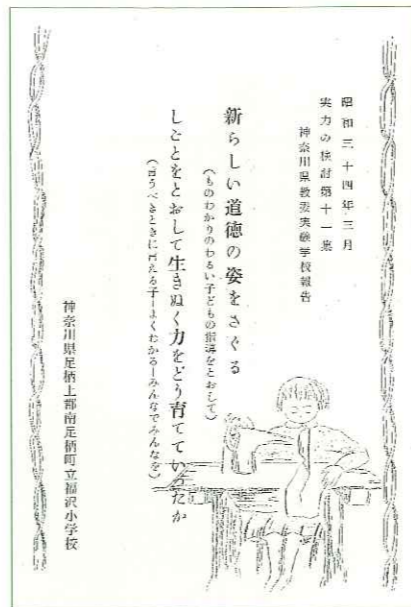 昭和三十四年三月
実力の検討第十一集
神奈川県教委実験学校報告
新らしい道徳の姿をさぐる
(ものわかりのわるい子どもの指導をとおして)
しごとをとおして生きぬく力をどう育てていったか
(言うべきときに言える子―よくわかる―みんなでみんなを)
神奈川県足柄上郡南足柄町立福沢小学校